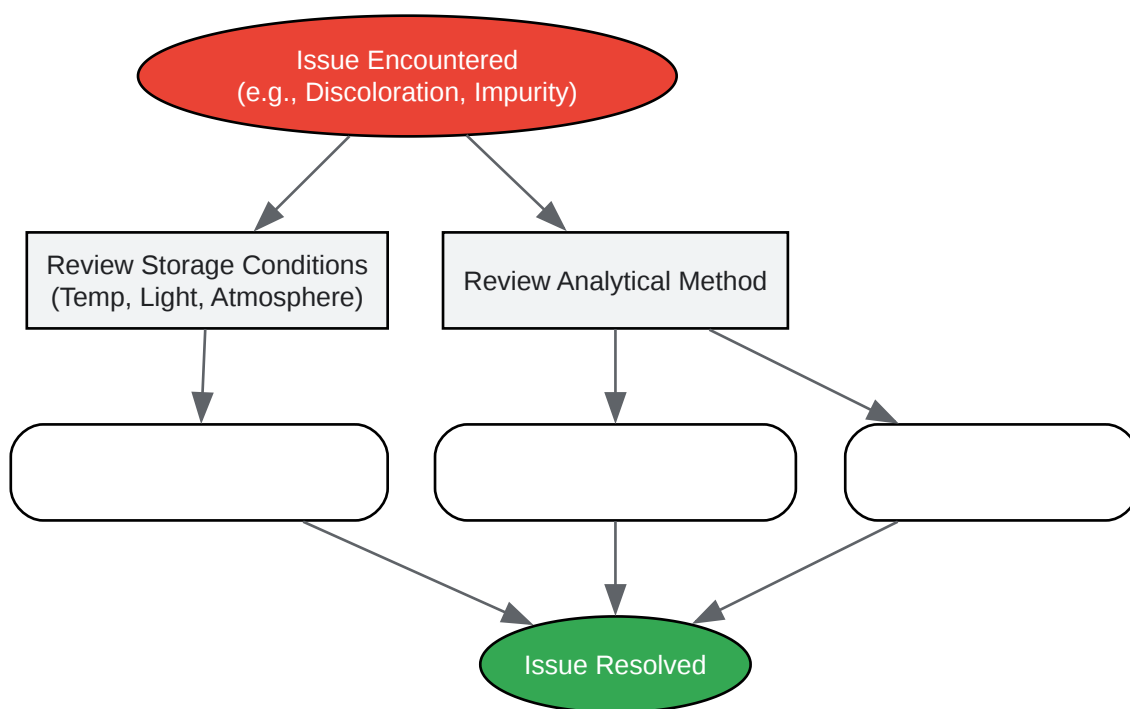 Issue Encountered
(e.g., Discoloration, Impurity)
Review Storage Conditions
(Temp, Light, Atmosphere)
Review Analytical Method
Issue Resolved